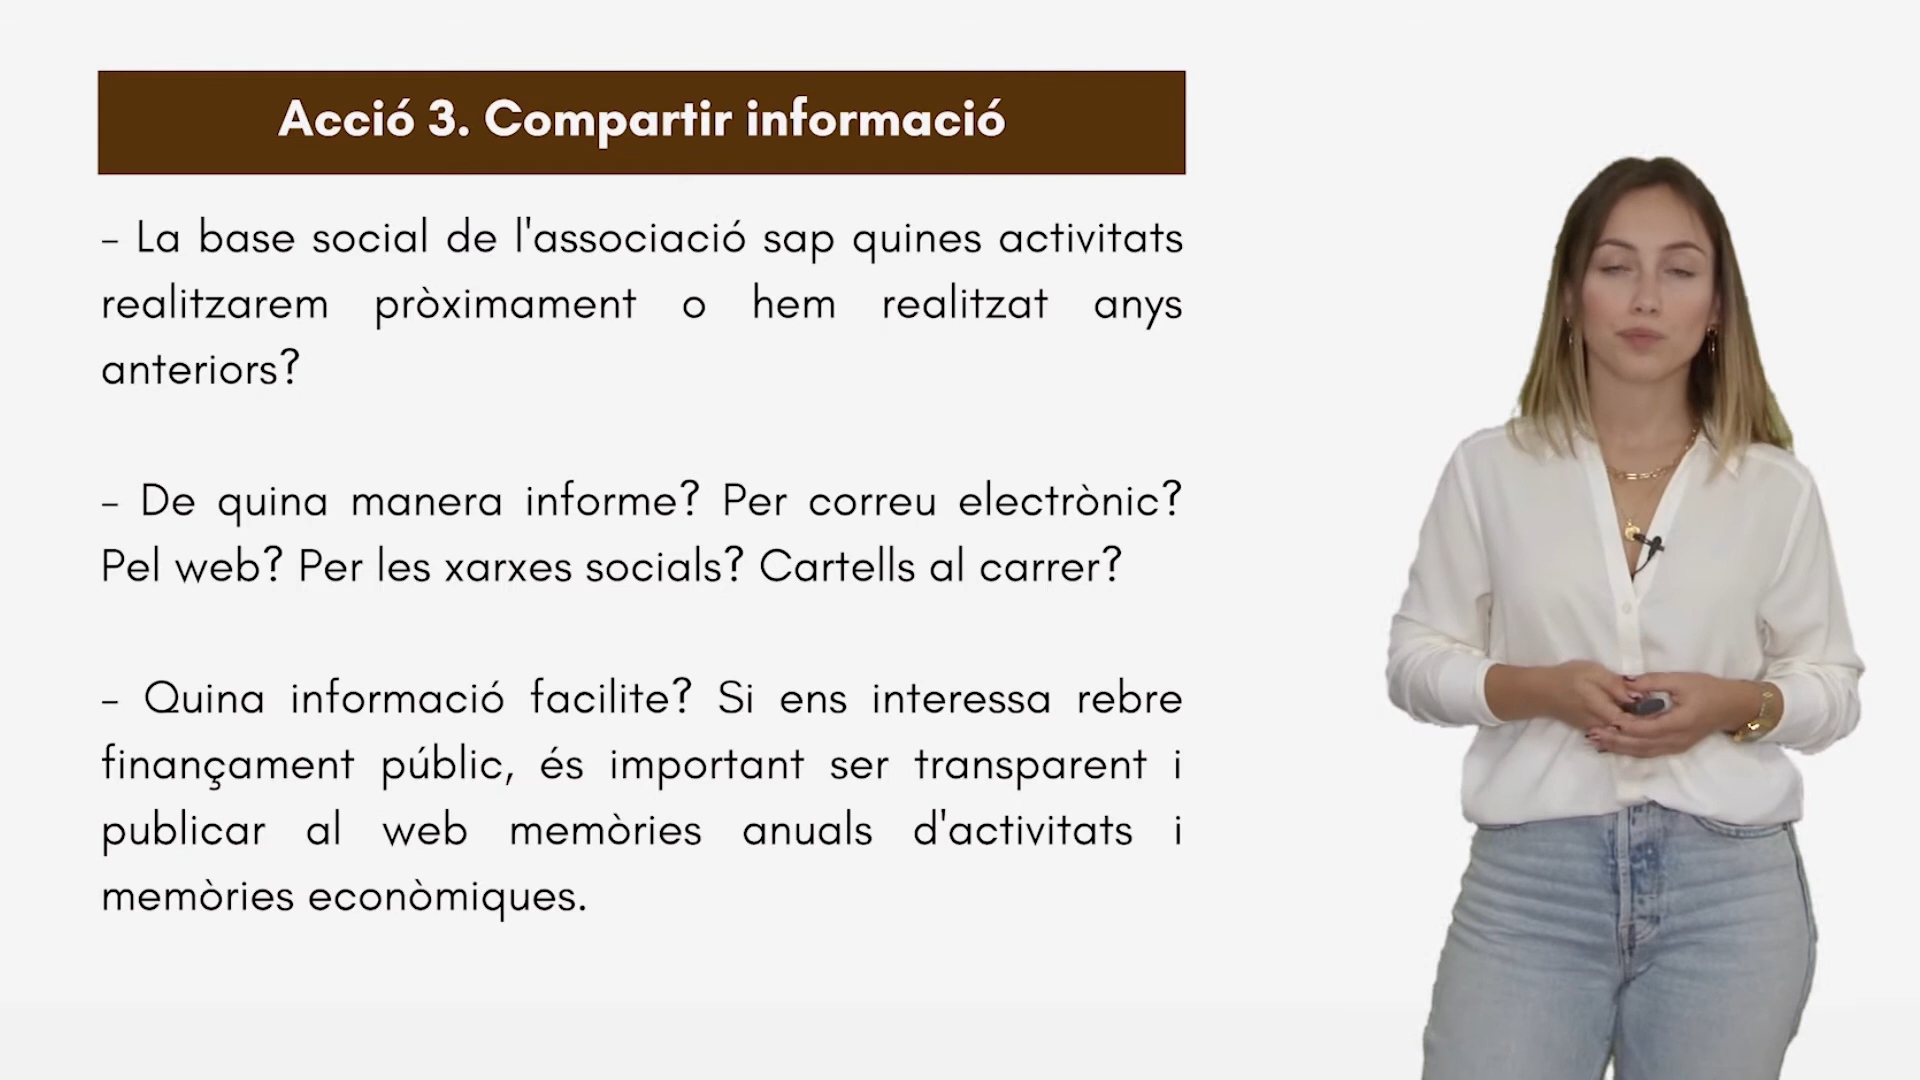 Acció 3. Compartir informació
- La base social de l'associació sap quines activitats
realitzarem pròximament o hem realitzat anys
anteriors?
- De quina manera informe? Per correu electrònic?
Pel web? Per les xarxes socials? Cartells al carrer?
- Quina informació facilite? Si ens interessa rebre
finançament públic, és important ser transparent i
publicar al web memòries anuals d'activitats i
memòries econòmiques.